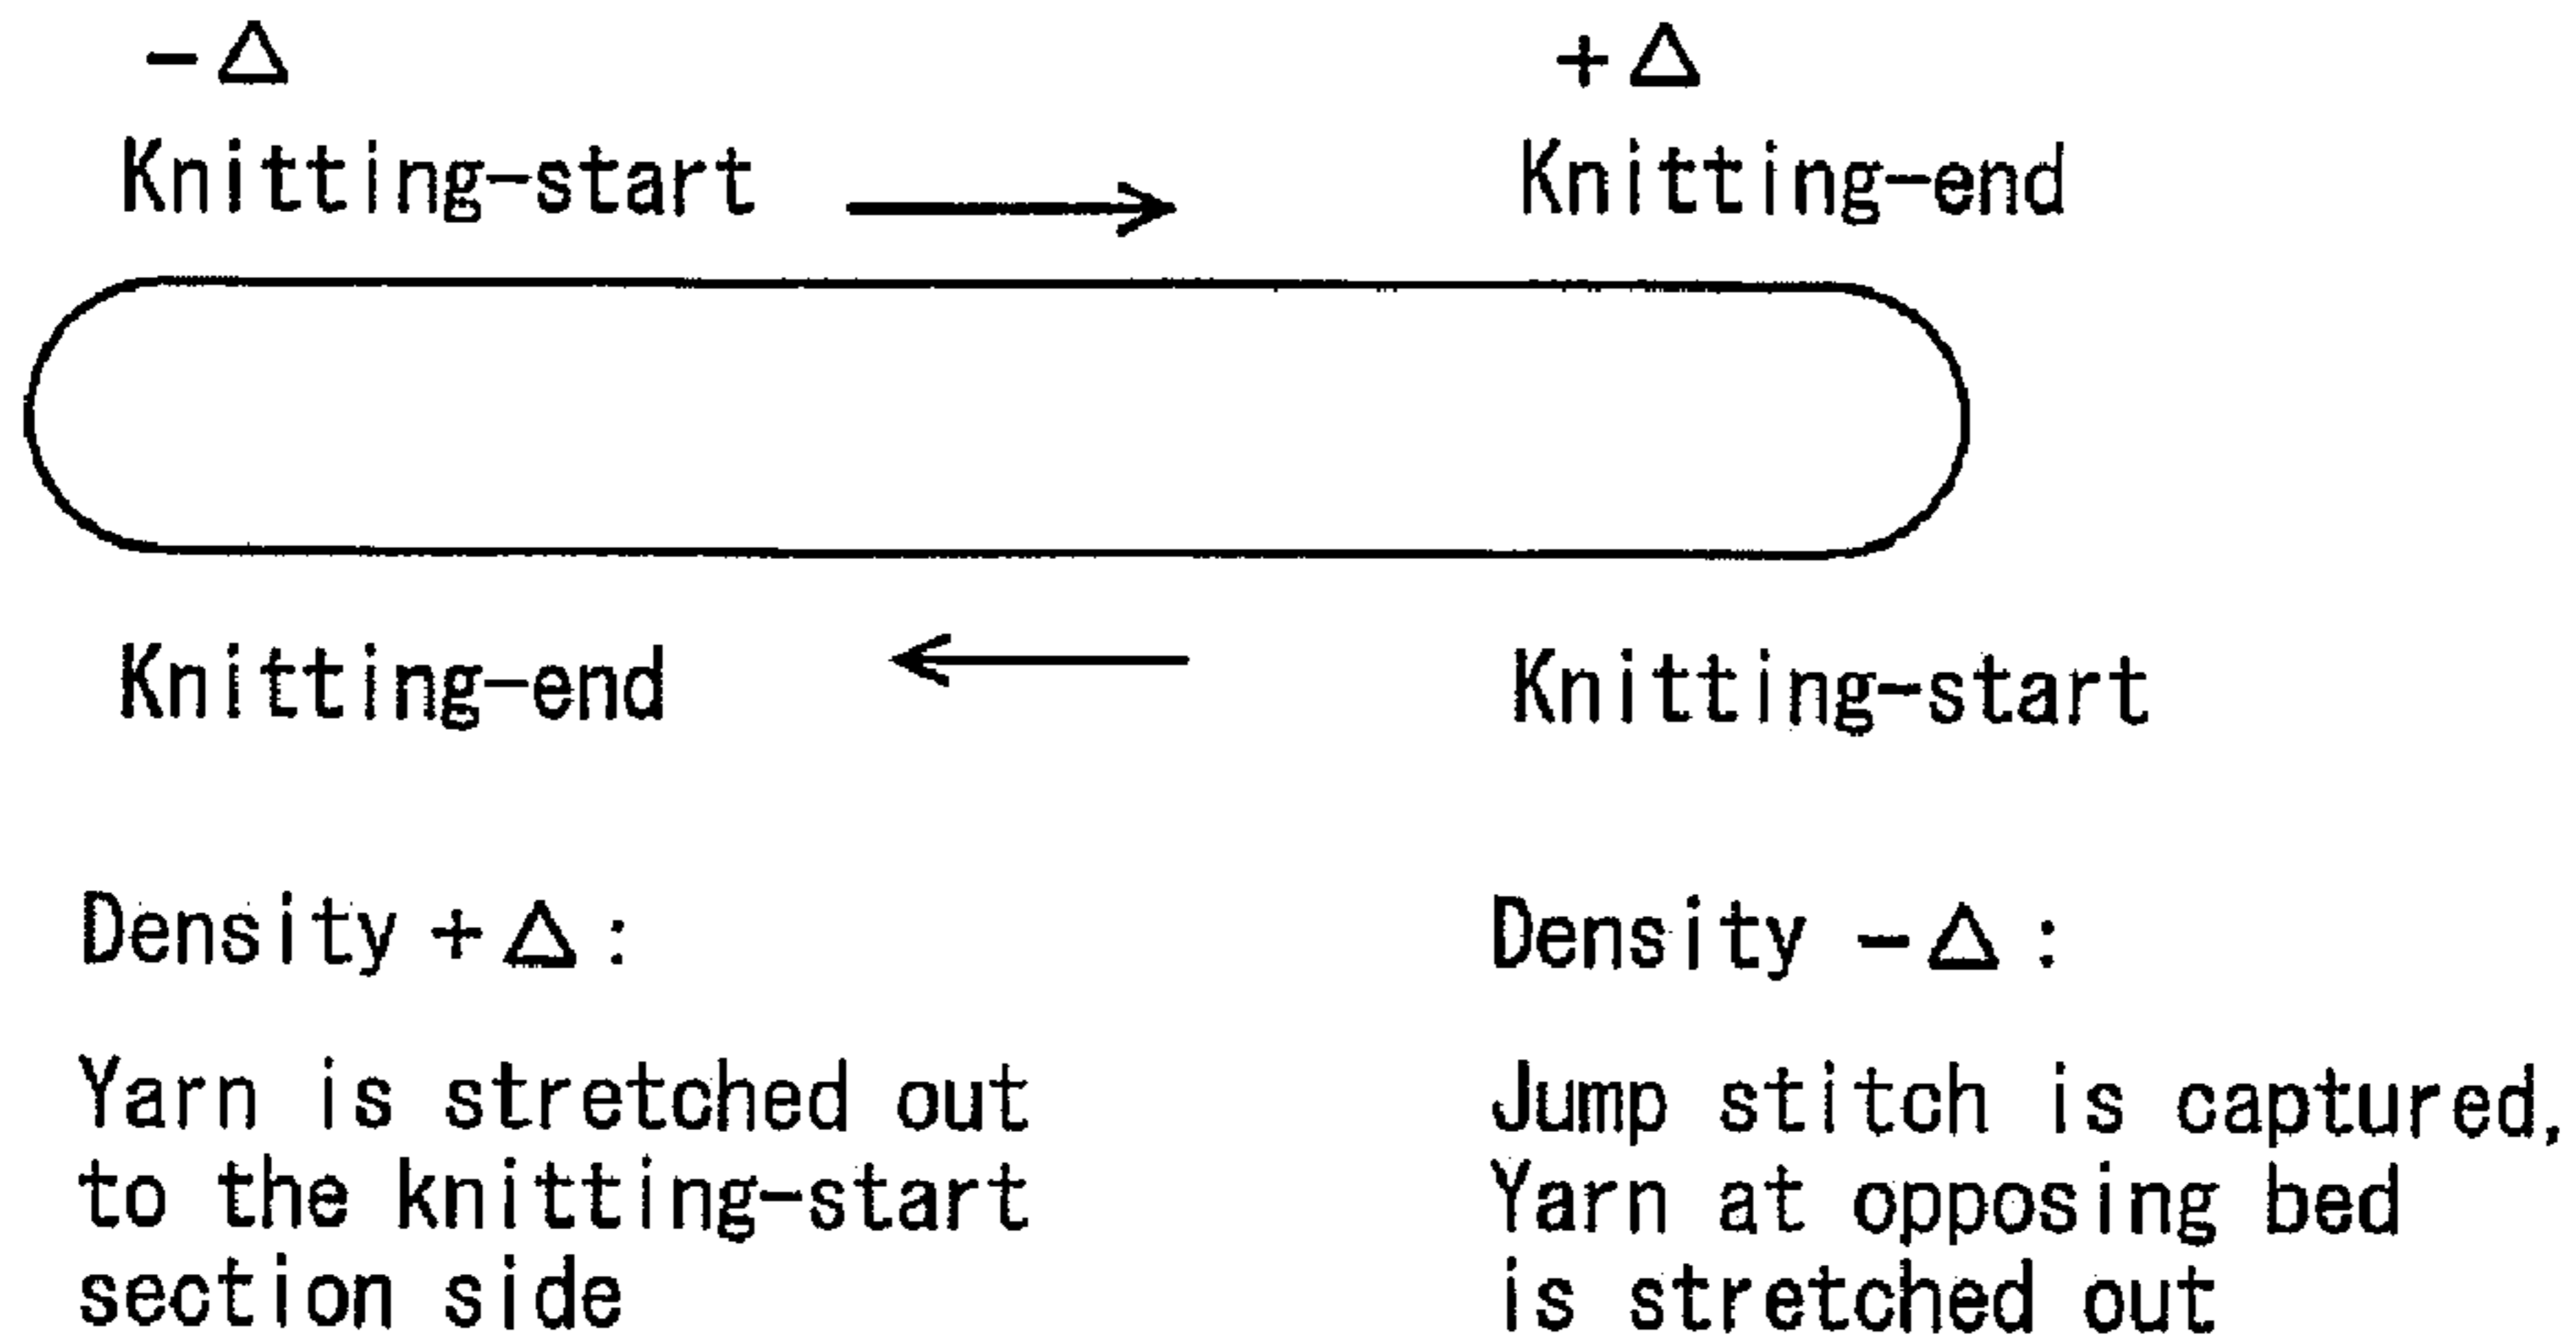 −△ +△
Knitting-start Knitting-end
Knitting-end Knitting-start
Density +△:
Yarn is stretched out
to the knitting-start
section side
Density −△:
Jump stitch is captured,
Yarn at opposing bed
is stretched out